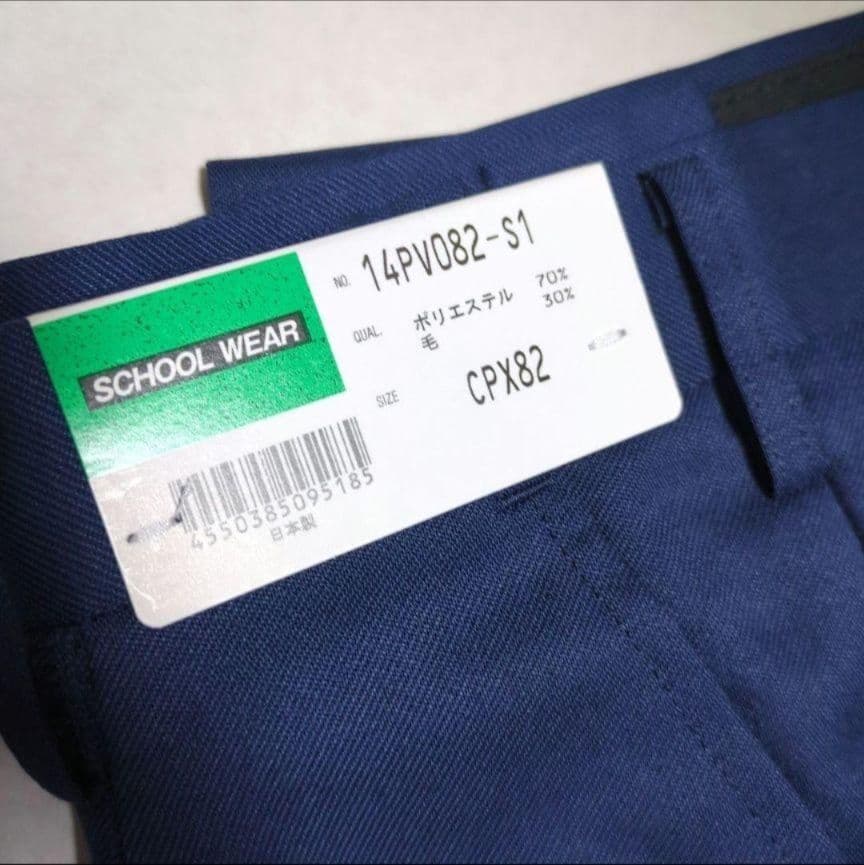 SCHOOL WEAR
NO. 14PV082-S1
QUAL. ポリエステル 70%
毛 30%
SIZE CPX82
4550385095185
日本製